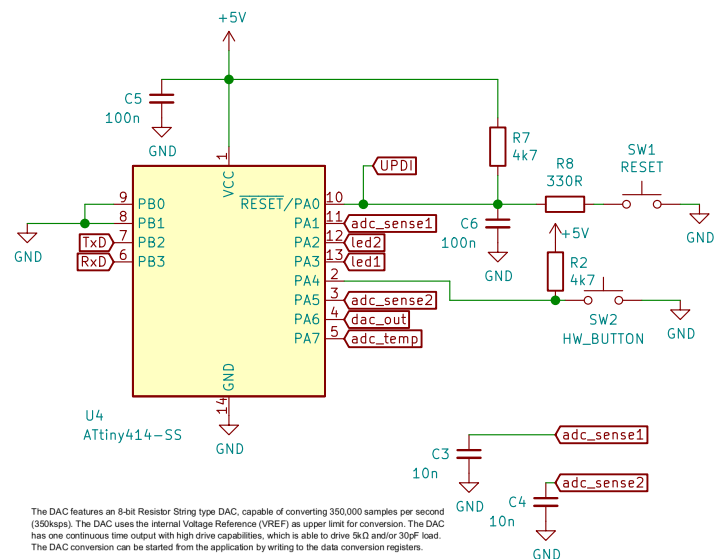 +5V
C5
100n
GND
1
VCC
R7
4k7
UPDI
R8
330R
SW1
RESET
9 PB0
RESET/PA0 10
8 PB1
PA1 11 adc_sense1
TxD 7 PB2
PA2 12 led2
RxD 6 PB3
PA3 13 led1
PA4 2
PA5 3 adc_sense2
PA6 4 dac_out
PA7 5 adc_temp
GND
C6
100n
GND
GND
+5V
R2
4k7
SW2
HW_BUTTON
GND
GND
14
U4
ATtiny414-SS
GND
adc_sense1
C3
10n
GND
adc_sense2
C4
10n
GND
The DAC features an 8-bit Resistor String type DAC, capable of converting 350,000 samples per second
(350ksps). The DAC uses the internal Voltage Reference (VREF) as upper limit for conversion. The DAC
has one continuous time output with high drive capabilities, which is able to drive 5kΩ and/or 30pF load.
The DAC conversion can be started from the application by writing to the data conversion registers.